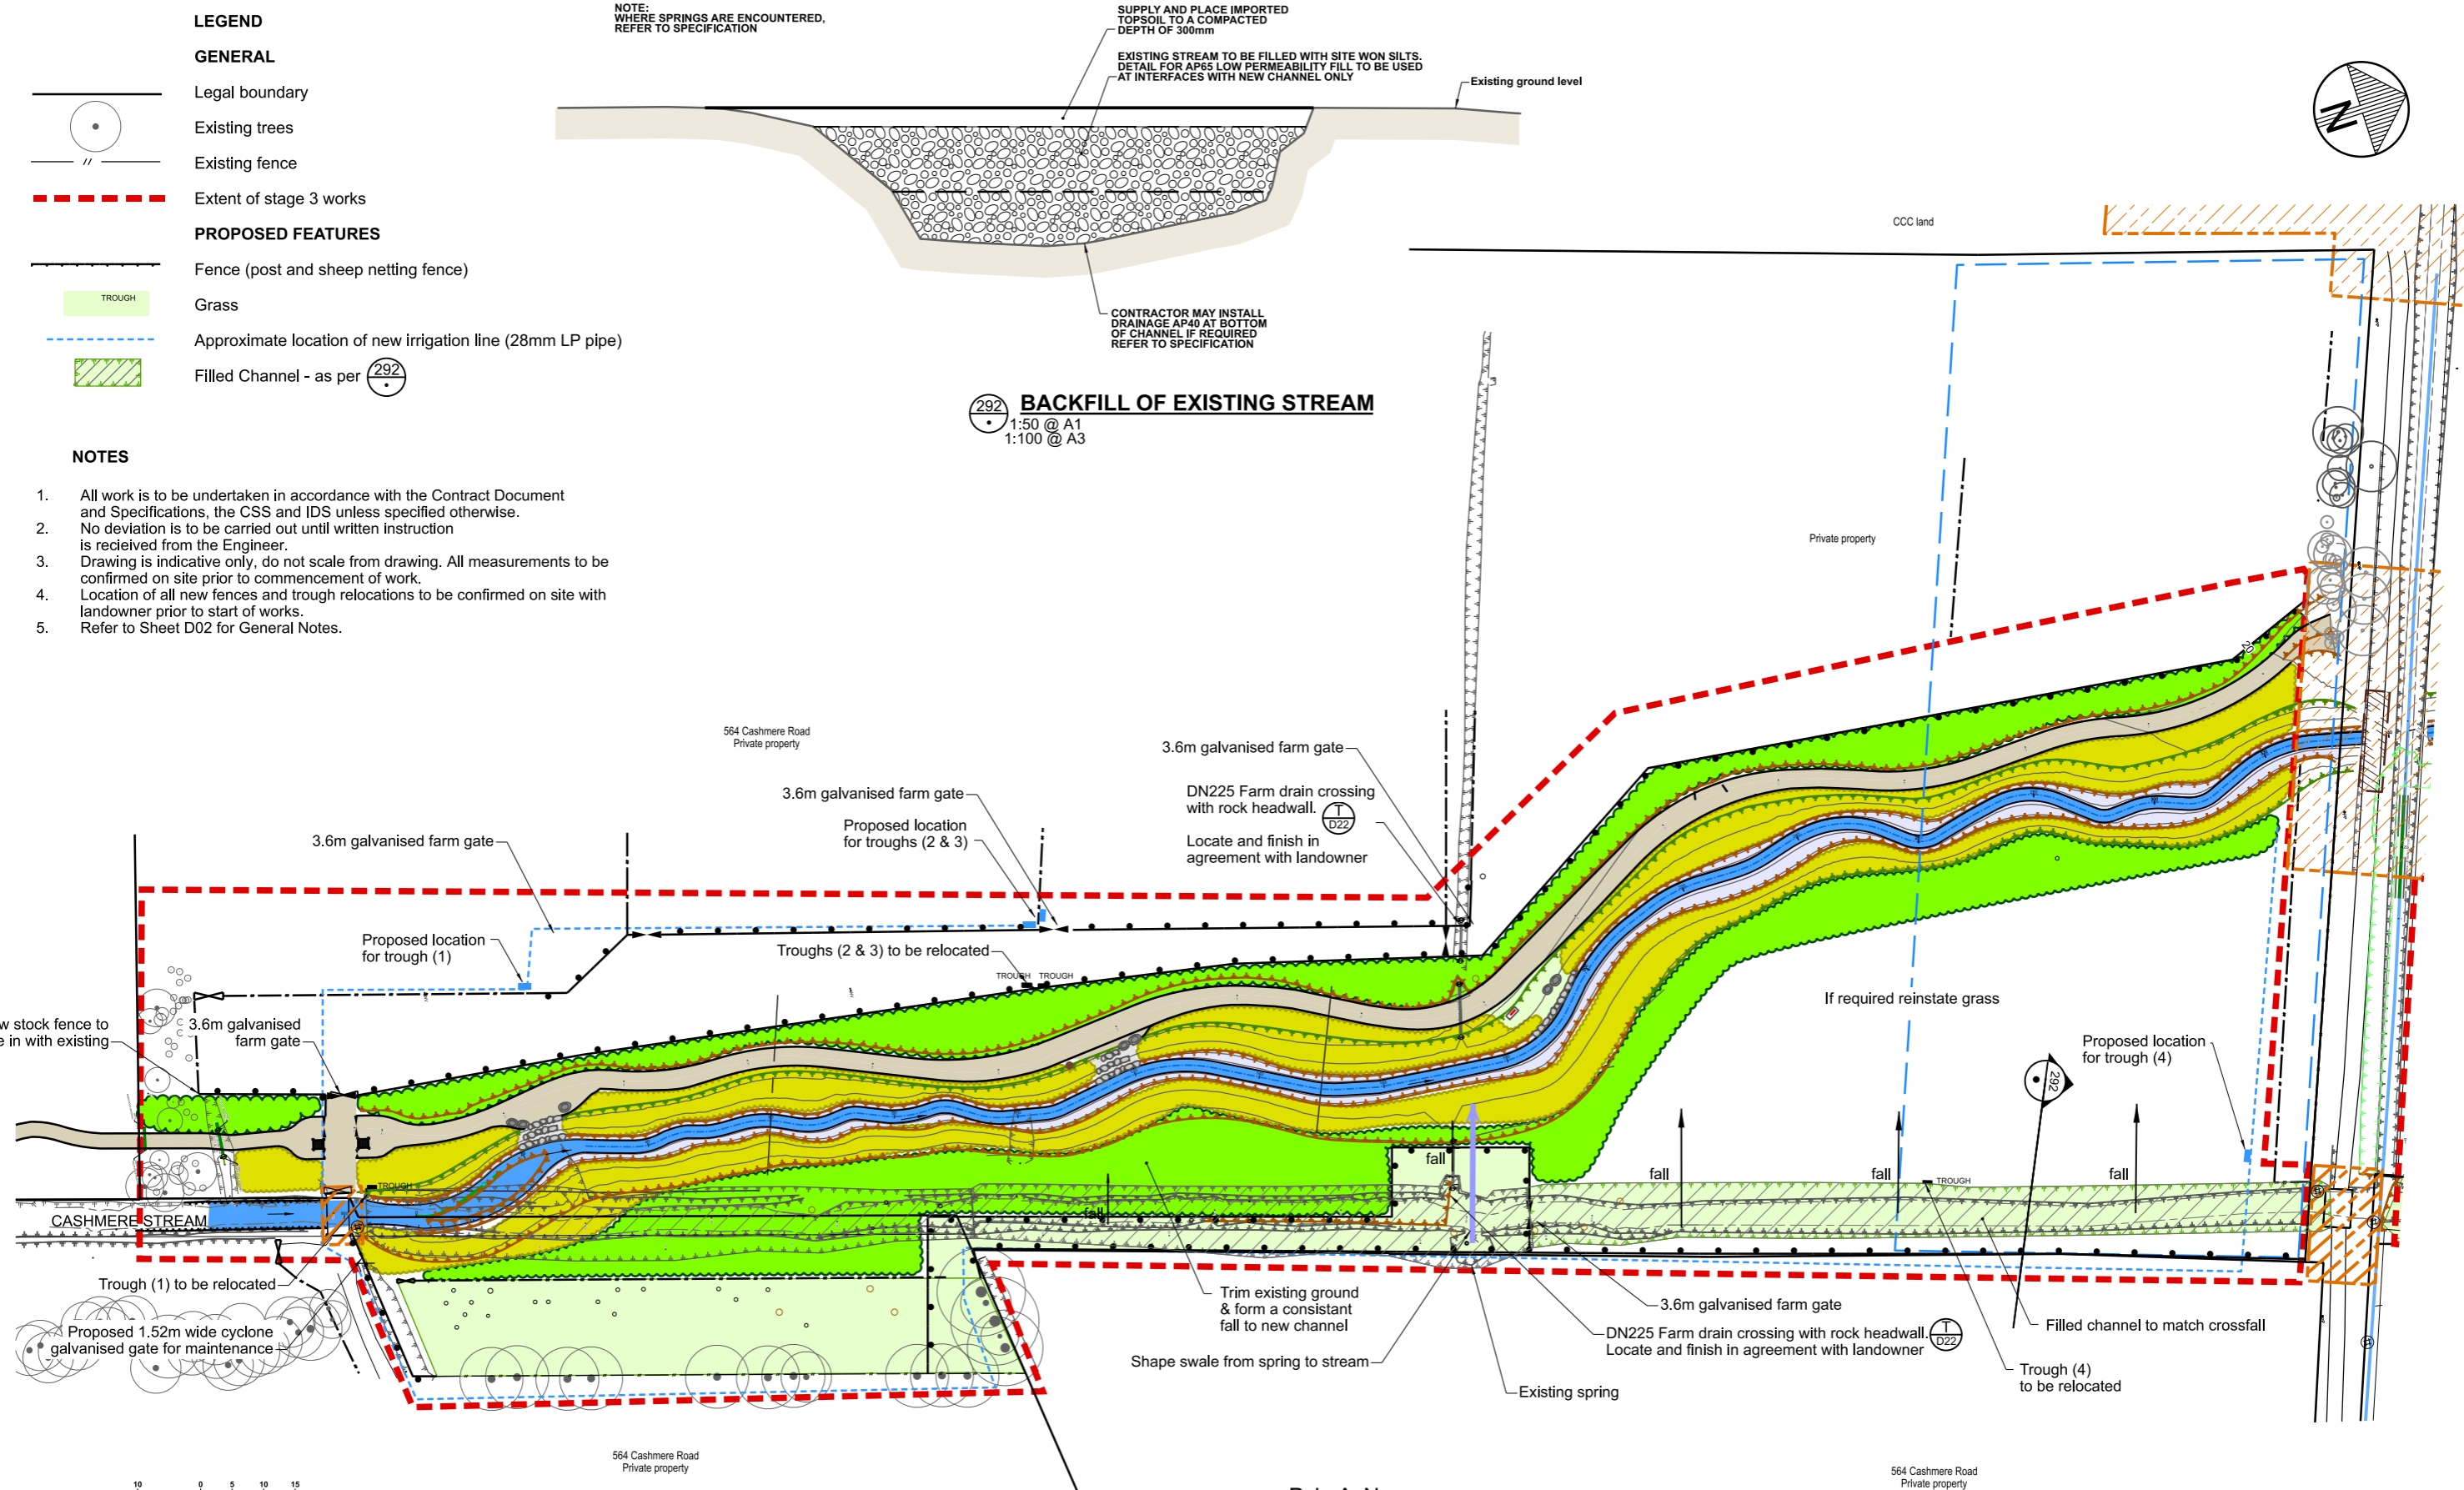 LEGEND
GENERAL
Legal boundary
Existing trees
Existing fence
Extent of stage 3 works
PROPOSED FEATURES
Fence (post and sheep netting fence)
TROUGH
Grass
Approximate location of new irrigation line (28mm LP pipe)
Filled Channel - as per 292
NOTES
1. All work is to be undertaken in accordance with the Contract Document
and Specifications, the CSS and IDS unless specified otherwise.
2. No deviation is to be carried out until written instruction
is recieived from the Engineer.
3. Drawing is indicative only, do not scale from drawing. All measurements to be
confirmed on site prior to commencement of work.
4. Location of all new fences and trough relocations to be confirmed on site with
landowner prior to start of works.
5. Refer to Sheet D02 for General Notes.
NOTE:
WHERE SPRINGS ARE ENCOUNTERED,
REFER TO SPECIFICATION
SUPPLY AND PLACE IMPORTED
TOPSOIL TO A COMPACTED
DEPTH OF 300mm
EXISTING STREAM TO BE FILLED WITH SITE WON SILTS.
DETAIL FOR AP65 LOW PERMEABILITY FILL TO BE USED
AT INTERFACES WITH NEW CHANNEL ONLY
Existing ground level
CONTRACTOR MAY INSTALL
DRAINAGE AP40 AT BOTTOM
OF CHANNEL IF REQUIRED
REFER TO SPECIFICATION
292 BACKFILL OF EXISTING STREAM
1:50 @ A1
1:100 @ A3
N
CCC land
Private property
20
564 Cashmere Road
Private property
3.6m galvanised farm gate
DN225 Farm drain crossing
with rock headwall.
T
D22
Locate and finish in
agreement with landowner
3.6m galvanised farm gate
Proposed location
for troughs (2 & 3)
3.6m galvanised farm gate
Proposed location
for trough (1)
Troughs (2 & 3) to be relocated
TROUGH TROUGH
w stock fence to
e in with existing
3.6m galvanised
farm gate
If required reinstate grass
Proposed location
for trough (4)
292
fall
fall
fall
fall
fall
TROUGH
TROUGH
CASHMERE STREAM
Trough (1) to be relocated
Proposed 1.52m wide cyclone
galvanised gate for maintenance
Trim existing ground
& form a consistant
fall to new channel
Shape swale from spring to stream
3.6m galvanised farm gate
DN225 Farm drain crossing with rock headwall.
Locate and finish in agreement with landowner
T
D22
Existing spring
Filled channel to match crossfall
Trough (4)
to be relocated
564 Cashmere Road
Private property
564 Cashmere Road
Private property
10 0 5 10 15